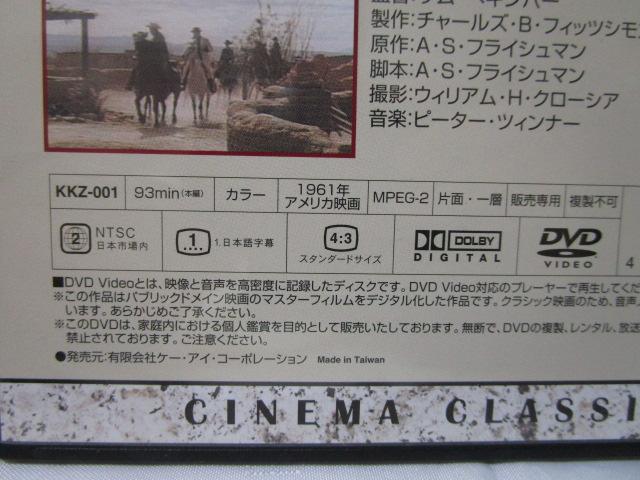 製作：チャールズ・B・フィッツシモ
原作：A・S・フライシュマン
脚本：A・S・フライシュマン
撮影：ウィリアム・H・クローシア
音楽：ピーター・ツィンナー
KKZ-001 93min（本編） カラー 1961年 アメリカ映画 MPEG-2 片面・一層 販売専用 複製不可
2 NTSC 日本市場内 1 1.日本語字幕 4:3 スタンダードサイズ DOLBY DIGITAL DVD VIDEO 4
■DVD Videoとは、映像と音声を高密度に記録したディスクです。DVD Video対応のプレーヤーで再生してくだ
※この作品はパブリックドメイン映画のマスターフィルムをデジタル化した作品です。クラシック映画のため、音声、
います。あらかじめご了承ください。
※このDVDは、家庭内における個人鑑賞を目的として販売いたしております。無断で、DVDの複製、レンタル、放送
禁止されております。ご注意ください。
●発売元：有限会社ケー・アイ・コーポレーション Made in Taiwan
CINEMA CLASSI